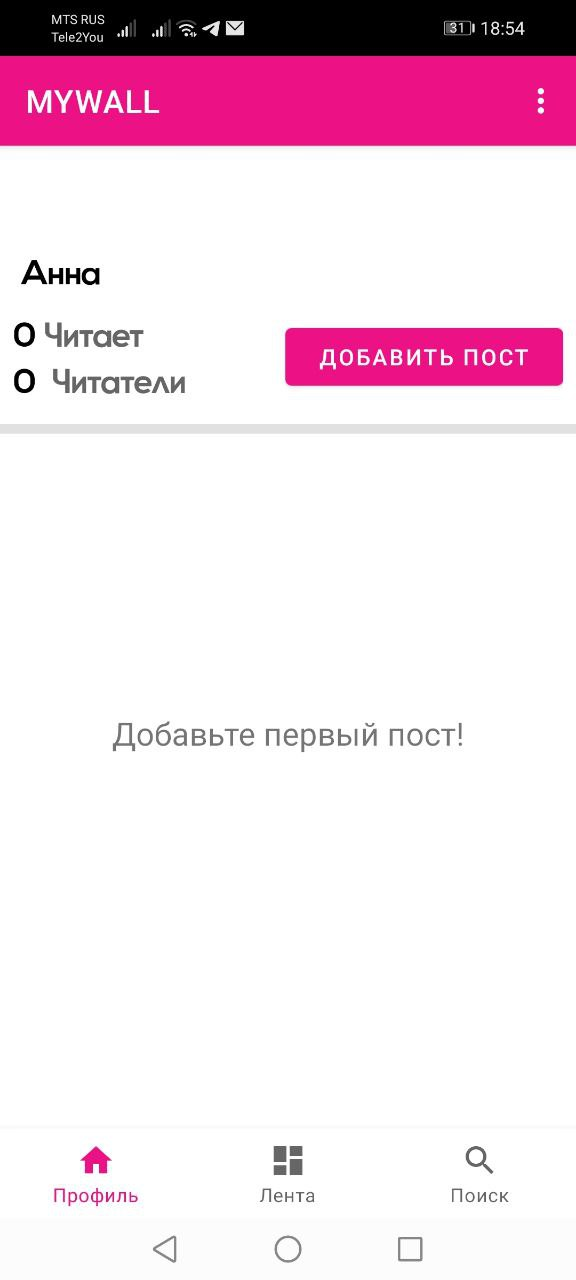 MTS RUS
Tele2You
31 18:54
MYWALL
Анна
0 Читает
0 Читатели
ДОБАВИТЬ ПОСТ
Добавьте первый пост!
Профиль
Лента
Поиск